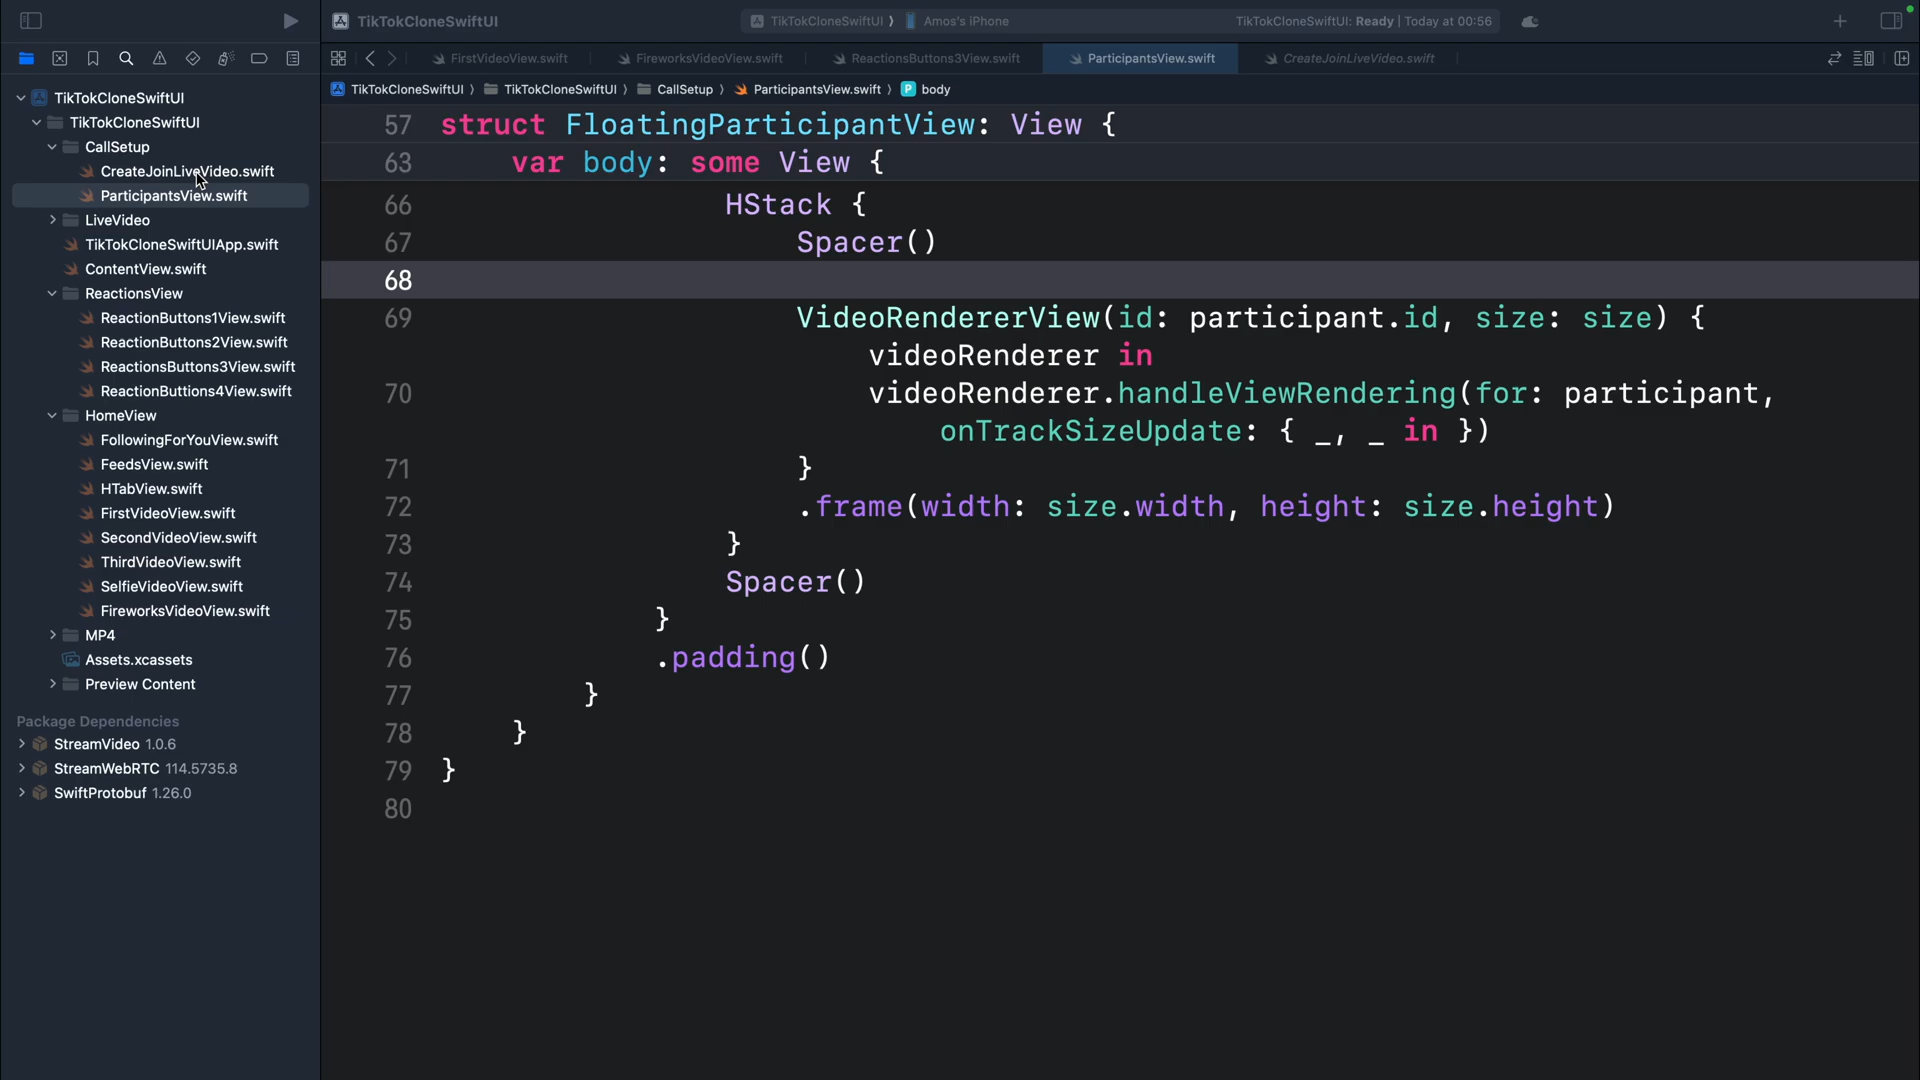 TikTokCloneSwiftUI
TikTokCloneSwiftUI ⟩ Amos's iPhone
TikTokCloneSwiftUI: Ready | Today at 00:56
FirstVideoView.swift
FireworksVideoView.swift
ReactionsButtons3View.swift
ParticipantsView.swift
CreateJoinLiveVideo.swift
TikTokCloneSwiftUI ⟩ TikTokCloneSwiftUI ⟩ CallSetup ⟩ ParticipantsView.swift ⟩ P body
TikTokCloneSwiftUI
TikTokCloneSwiftUI
CallSetup
CreateJoinLiveVideo.swift
ParticipantsView.swift
LiveVideo
TikTokCloneSwiftUIApp.swift
ContentView.swift
ReactionsView
ReactionButtons1View.swift
ReactionButtons2View.swift
ReactionsButtons3View.swift
ReactionButtions4View.swift
HomeView
FollowingForYouView.swift
FeedsView.swift
HTabView.swift
FirstVideoView.swift
SecondVideoView.swift
ThirdVideoView.swift
SelfieVideoView.swift
FireworksVideoView.swift
MP4
Assets.xcassets
Preview Content
Package Dependencies
StreamVideo 1.0.6
StreamWebRTC 114.5735.8
SwiftProtobuf 1.26.0
57 struct FloatingParticipantView: View {
63 var body: some View {
66 HStack {
67 Spacer()
68
69 VideoRendererView(id: participant.id, size: size) {
videoRenderer in
70 videoRenderer.handleViewRendering(for: participant,
onTrackSizeUpdate: { _, _ in })
71 }
72 .frame(width: size.width, height: size.height)
73 }
74 Spacer()
75 }
76 .padding()
77 }
78 }
79 }
80